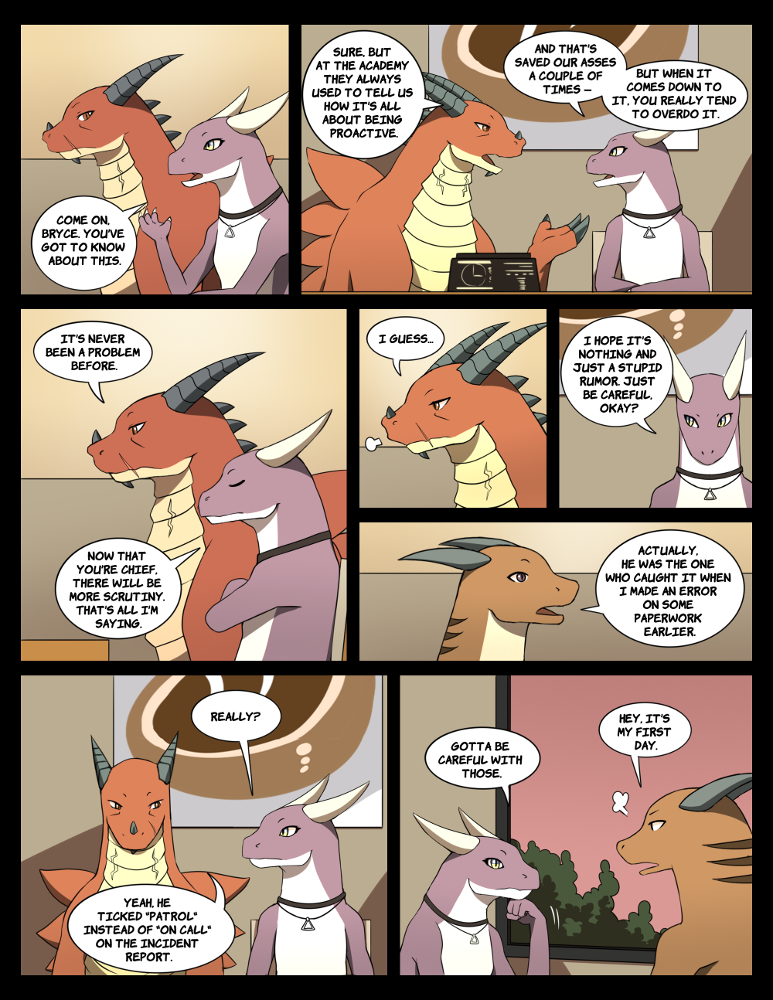 COME ON,
BRYCE. YOU'VE
GOT TO KNOW
ABOUT THIS.
SURE, BUT
AT THE ACADEMY
THEY ALWAYS
USED TO TELL US
HOW IT'S ALL
ABOUT BEING
PROACTIVE.
AND THAT'S
SAVED OUR ASSES
A COUPLE OF
TIMES –
BUT WHEN IT
COMES DOWN TO
IT, YOU REALLY TEND
TO OVERDO IT.
IT'S NEVER
BEEN A PROBLEM
BEFORE.
NOW THAT
YOU'RE CHIEF,
THERE WILL BE
MORE SCRUTINY.
THAT'S ALL I'M
SAYING.
I GUESS...
I HOPE IT'S
NOTHING AND
JUST A STUPID
RUMOR. JUST
BE CAREFUL,
OKAY?
ACTUALLY,
HE WAS THE ONE
WHO CAUGHT IT WHEN
I MADE AN ERROR
ON SOME
PAPERWORK
EARLIER.
REALLY?
YEAH, HE
TICKED "PATROL"
INSTEAD OF "ON CALL"
ON THE INCIDENT
REPORT.
GOTTA BE
CAREFUL WITH
THOSE.
HEY, IT'S
MY FIRST
DAY.